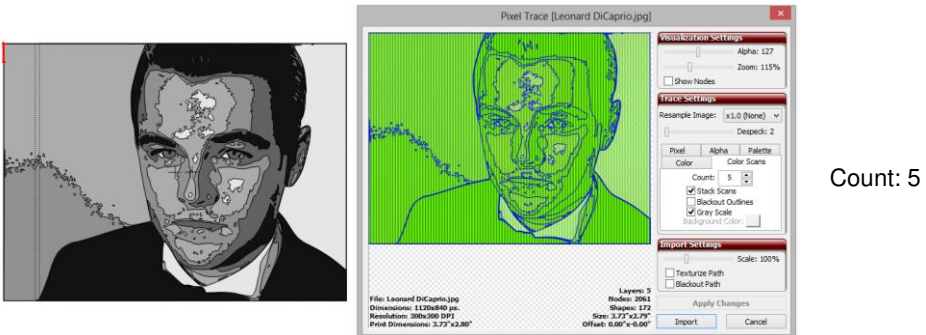 Pixel Trace [Leonard DiCaprio.jpg]
Visualization Settings
Alpha: 127
Zoom: 115%
Show Nodes
Trace Settings
Resample Image: x1.0 (None)
Despeck: 2
Pixel Alpha Palette
Color Color Scans
Count: 5
Stack Scans
Blackout Outlines
Gray Scale
Background Color:
Import Settings
Scale: 100%
Texturize Path
Blackout Path
Apply Changes
Import Cancel
File: Leonard DiCaprio.jpg
Dimensions: 1120x840 px.
Resolution: 300x300 DPI
Print Dimensions: 3.73"x2.80"
Layers: 5
Nodes: 2061
Shapes: 172
Size: 3.73"x2.79"
Offset: 0.00"x-0.00"
Count: 5